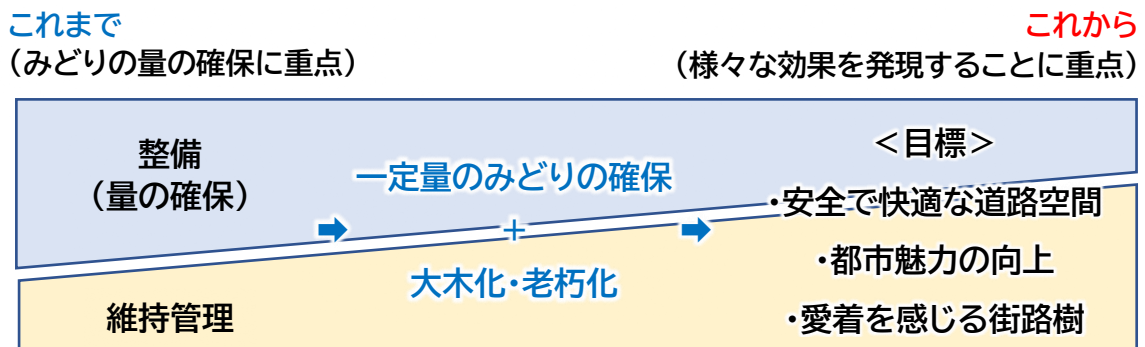 これまで
（みどりの量の確保に重点）
これから
（様々な効果を発現することに重点）
整備
（量の確保）
維持管理
➡
一定量のみどりの確保
＋
大木化・老朽化
➡
＜目標＞
・安全で快適な道路空間
・都市魅力の向上
・愛着を感じる街路樹